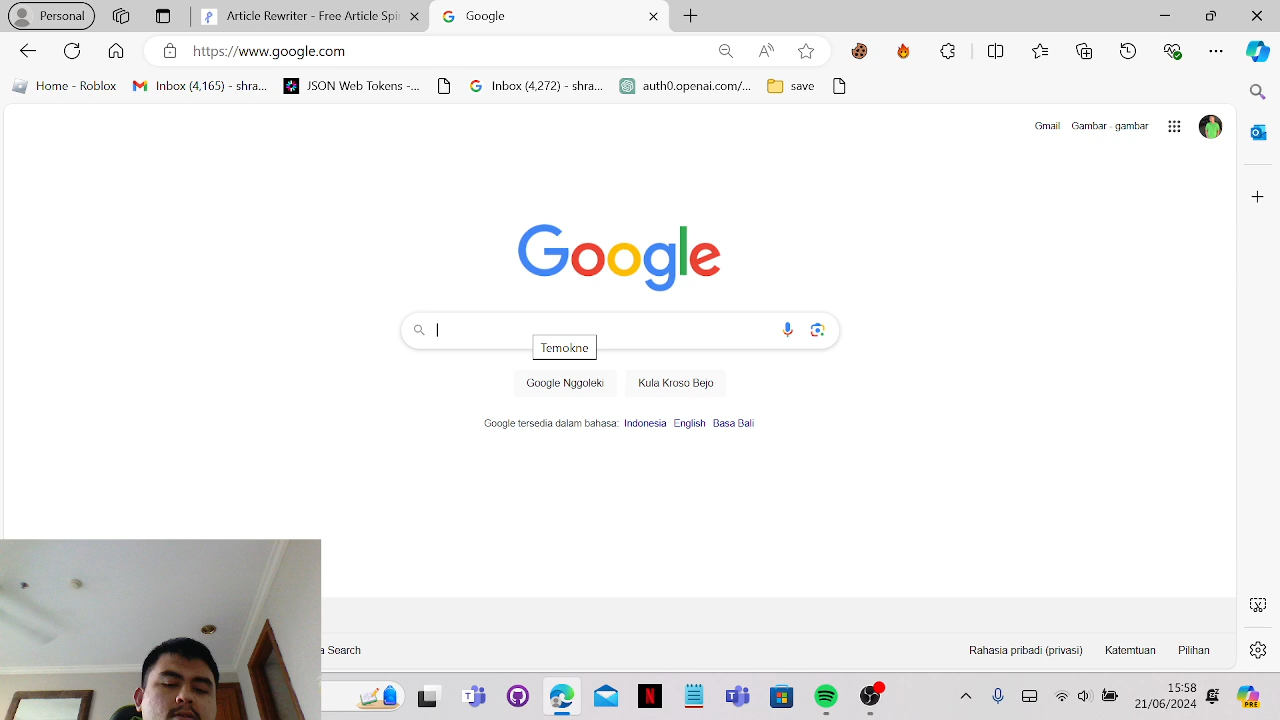 Personal
Article Rewriter - Free Article Spi
Google
https://www.google.com
Home - Roblox
Inbox (4,165) - shra...
JSON Web Tokens -...
Inbox (4,272) - shra...
auth0.openai.com/...
save
Gmail
Gambar - gambar
Google
Temokne
Google Nggoleki
Kula Kroso Bejo
Google tersedia dalam bahasa: Indonesia English Basa Bali
Search
Rahasia pribadi (privasi)
Katemtuan
Pilihan
15:58
21/06/2024
PRE